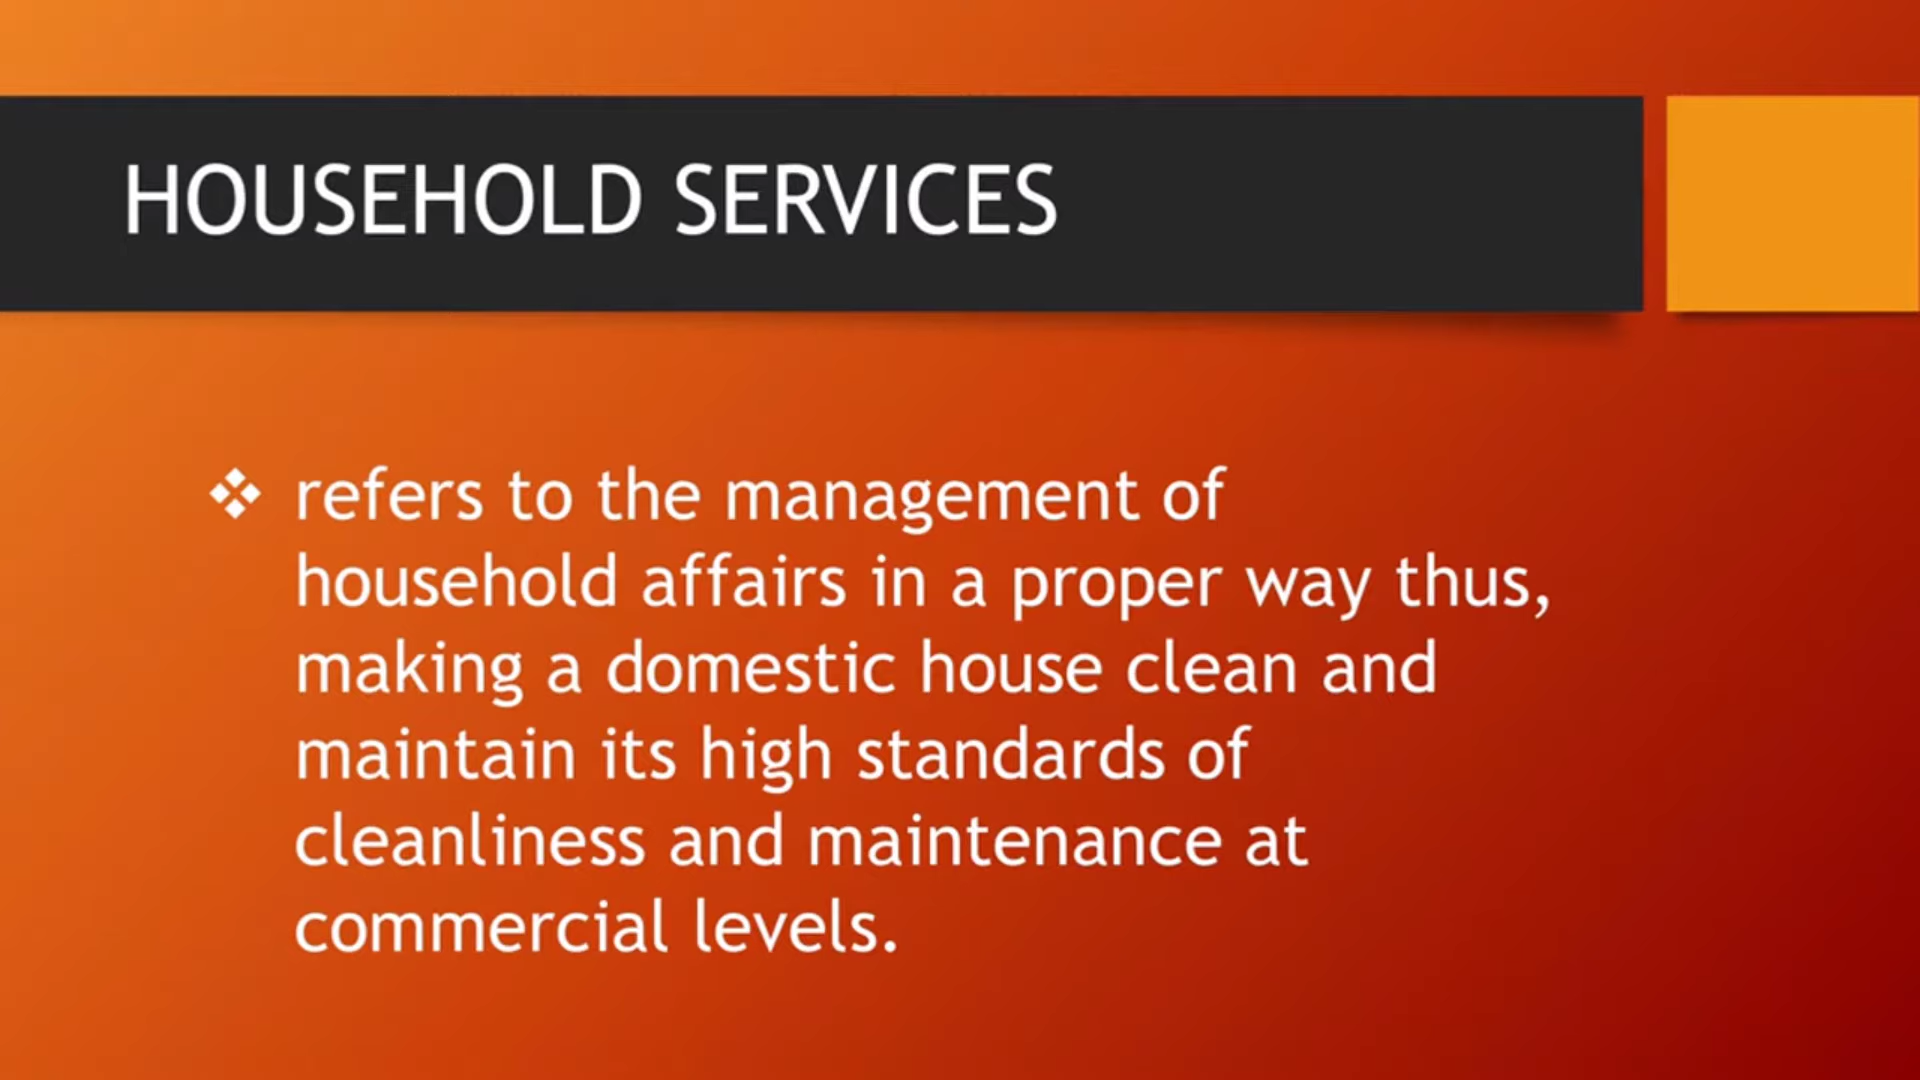 HOUSEHOLD SERVICES
❖ refers to the management of
household affairs in a proper way thus,
making a domestic house clean and
maintain its high standards of
cleanliness and maintenance at
commercial levels.